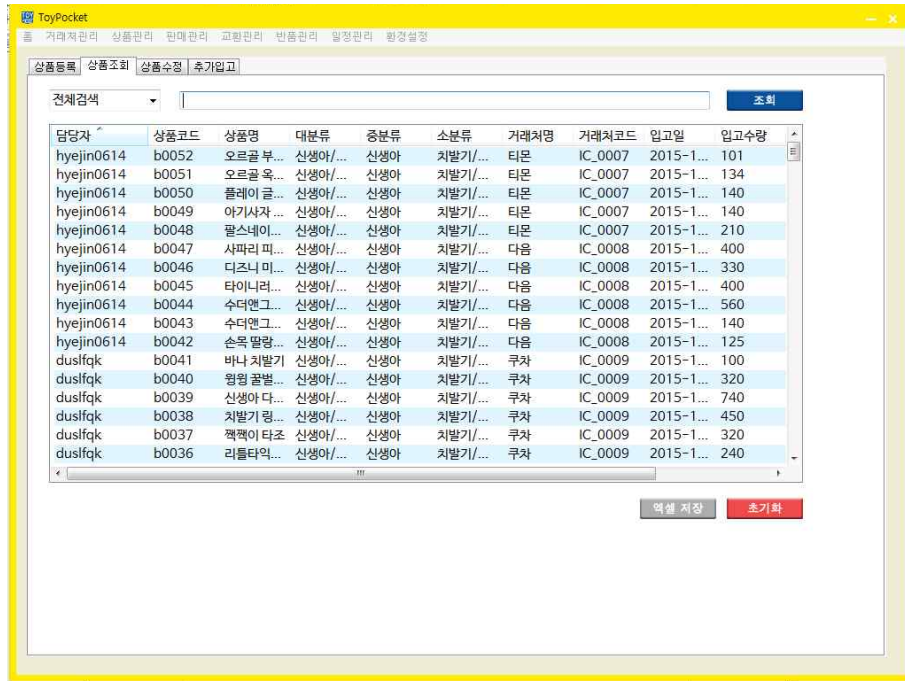 ToyPocket
홈 거래처관리 상품관리 판매관리 교환관리 반품관리 일정관리 환경설정
상품등록 상품조회 상품수정 추가입고
전체검색 조회
담당자 상품코드 상품명 대분류 중분류 소분류 거래처명 거래처코드 입고일 입고수량
hyejin0614 b0052 오르골 부... 신생아/... 신생아 치발기/... 티몬 IC_0007 2015-1... 101
hyejin0614 b0051 오르골 옥... 신생아/... 신생아 치발기/... 티몬 IC_0007 2015-1... 134
hyejin0614 b0050 플레이 글... 신생아/... 신생아 치발기/... 티몬 IC_0007 2015-1... 140
hyejin0614 b0049 아기사자 ... 신생아/... 신생아 치발기/... 티몬 IC_0007 2015-1... 140
hyejin0614 b0048 팔스네이... 신생아/... 신생아 치발기/... 티몬 IC_0007 2015-1... 210
hyejin0614 b0047 사파리 피... 신생아/... 신생아 치발기/... 다음 IC_0008 2015-1... 400
hyejin0614 b0046 디즈니 미... 신생아/... 신생아 치발기/... 다음 IC_0008 2015-1... 330
hyejin0614 b0045 타이니러... 신생아/... 신생아 치발기/... 다음 IC_0008 2015-1... 400
hyejin0614 b0044 수더앤그... 신생아/... 신생아 치발기/... 다음 IC_0008 2015-1... 560
hyejin0614 b0043 수더앤그... 신생아/... 신생아 치발기/... 다음 IC_0008 2015-1... 140
hyejin0614 b0042 손목 딸랑... 신생아/... 신생아 치발기/... 다음 IC_0008 2015-1... 125
duslfqk b0041 바나 치발기 신생아/... 신생아 치발기/... 쿠차 IC_0009 2015-1... 100
duslfqk b0040 윙윙 꿀벌... 신생아/... 신생아 치발기/... 쿠차 IC_0009 2015-1... 320
duslfqk b0039 신생아 다... 신생아/... 신생아 치발기/... 쿠차 IC_0009 2015-1... 740
duslfqk b0038 치발기 링... 신생아/... 신생아 치발기/... 쿠차 IC_0009 2015-1... 450
duslfqk b0037 짹짹이 타조 신생아/... 신생아 치발기/... 쿠차 IC_0009 2015-1... 320
duslfqk b0036 리틀타익... 신생아/... 신생아 치발기/... 쿠차 IC_0009 2015-1... 240
엑셀 저장 초기화